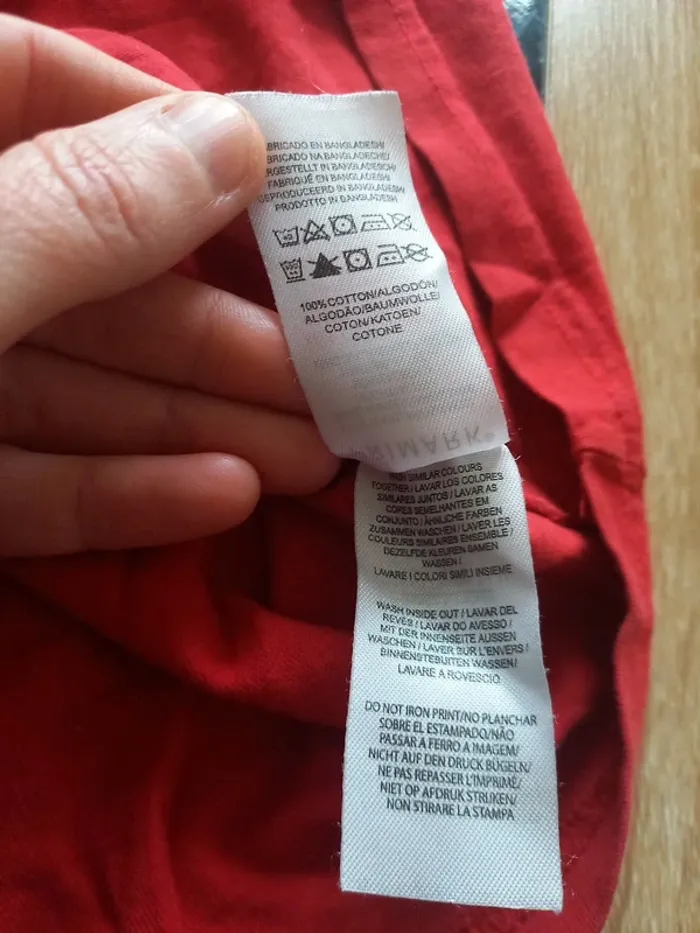 BRICADO EN BANGLADESH/
BRICADO NA BANGLADECHE/
RGESTELLT IN BANGLADESCH/
FABRIQUÉ EN BANGLADESH/
GEPRODUCEERD IN BANGLADESH/
PRODOTTO IN BANGLADESH
100% COTTON/ALGODÓN/
ALGODÃO/BAUMWOLLE/
COTON/KATOEN/
COTONE
PRIMARK®
WASH SIMILAR COLOURS
TOGETHER / LAVAR LOS COLORES
SIMILARES JUNTOS / LAVAR AS
CORES SEMELHANTES EM
CONJUNTO / ÄHNLICHE FARBEN
ZUSAMMEN WASCHEN / LAVER LES
COULEURS SIMILAIRES ENSEMBLE /
DEZELFDE KLEUREN SAMEN
WASSEN /
LAVARE I COLORI SIMILI INSIEME
WASH INSIDE OUT / LAVAR DEL
REVÉS / LAVAR DO AVESSO /
MIT DER INNENSEITE AUSSEN
WASCHEN / LAVER SUR L'ENVERS /
BINNENSTEBUITEN WASSEN /
LAVARE A ROVESCIO
DO NOT IRON PRINT/NO PLANCHAR
SOBRE EL ESTAMPADO/NÃO
PASSAR A FERRO A IMAGEM/
NICHT AUF DEN DRUCK BÜGELN/
NE PAS REPASSER L'IMPRIMÉ/
NIET OP AFDRUK STRIJKEN/
NON STIRARE LA STAMPA